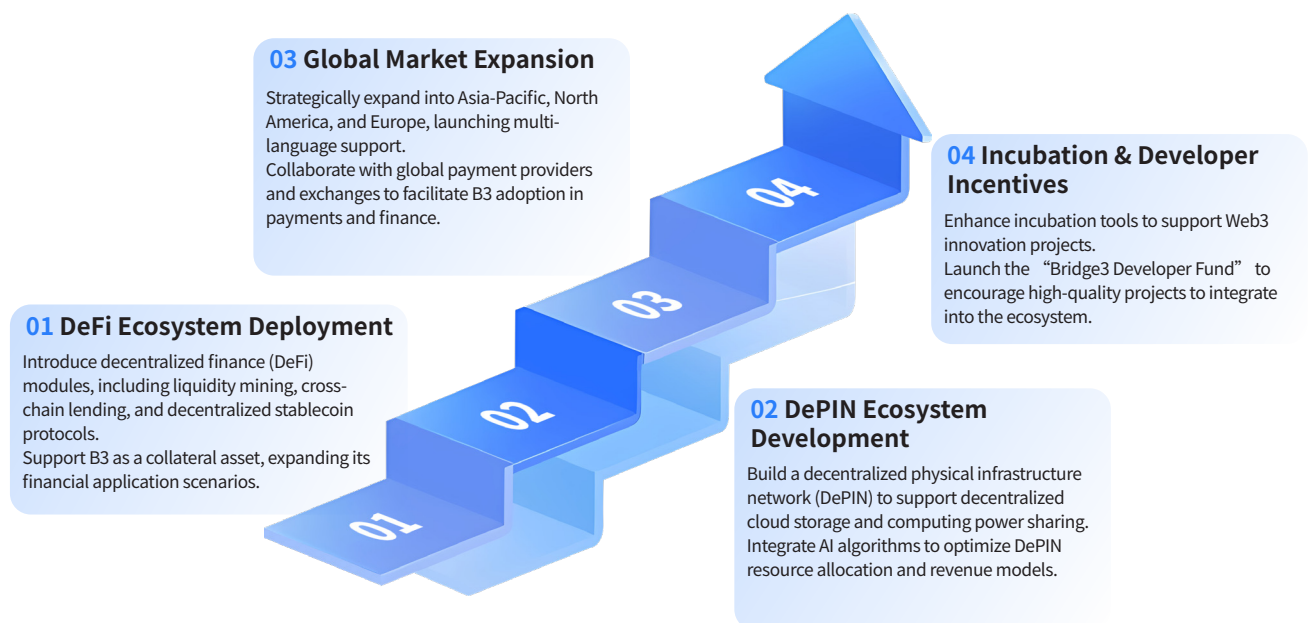 03 Global Market Expansion
Strategically expand into Asia-Pacific, North
America, and Europe, launching multi-
language support.
Collaborate with global payment providers
and exchanges to facilitate B3 adoption in
payments and finance.
04 Incubation & Developer
Incentives
Enhance incubation tools to support Web3
innovation projects.
Launch the “Bridge3 Developer Fund” to
encourage high-quality projects to integrate
into the ecosystem.
01 DeFi Ecosystem Deployment
Introduce decentralized finance (DeFi)
modules, including liquidity mining, cross-
chain lending, and decentralized stablecoin
protocols.
Support B3 as a collateral asset, expanding its
financial application scenarios.
02 DePIN Ecosystem
Development
Build a decentralized physical infrastructure
network (DePIN) to support decentralized
cloud storage and computing power sharing.
Integrate AI algorithms to optimize DePIN
resource allocation and revenue models.
04
03
02
01